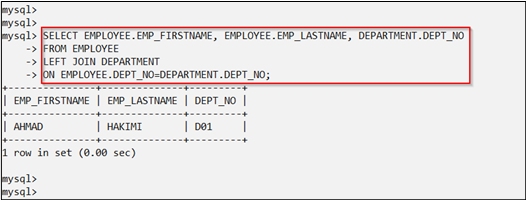 mysql>
mysql>
mysql> SELECT EMPLOYEE.EMP_FIRSTNAME, EMPLOYEE.EMP_LASTNAME, DEPARTMENT.DEPT_NO
    -> FROM EMPLOYEE
    -> LEFT JOIN DEPARTMENT
    -> ON EMPLOYEE.DEPT_NO=DEPARTMENT.DEPT_NO;
+---------------+--------------+---------+
| EMP_FIRSTNAME | EMP_LASTNAME | DEPT_NO |
+---------------+--------------+---------+
| AHMAD         | HAKIMI       | D01     |
+---------------+--------------+---------+
1 row in set (0.00 sec)
mysql>
mysql>